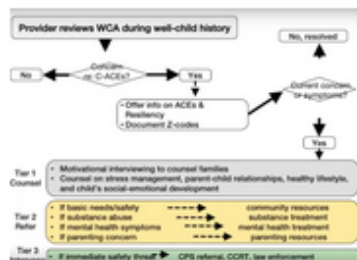 Provider reviews WCA during well-child history
No, resolved
No
Concern
re: C-ACEs?
Yes
Current concern
or symptoms?
• Offer info on ACEs &
Resiliency
• Document Z-codes
Yes
Tier 1
Counsel
• Motivational interviewing to counsel families
• Counsel on stress management, parent-child relationships, healthy lifestyle,
and child's social-emotional development
Tier 2
Refer
• If basic needs/safety community resources
• If substance abuse substance treatment
• If mental health symptoms mental health treatment
• If parenting concern parenting resources
Tier 3
• If immediate safety threat CPS referral, CCRT, law enforcement